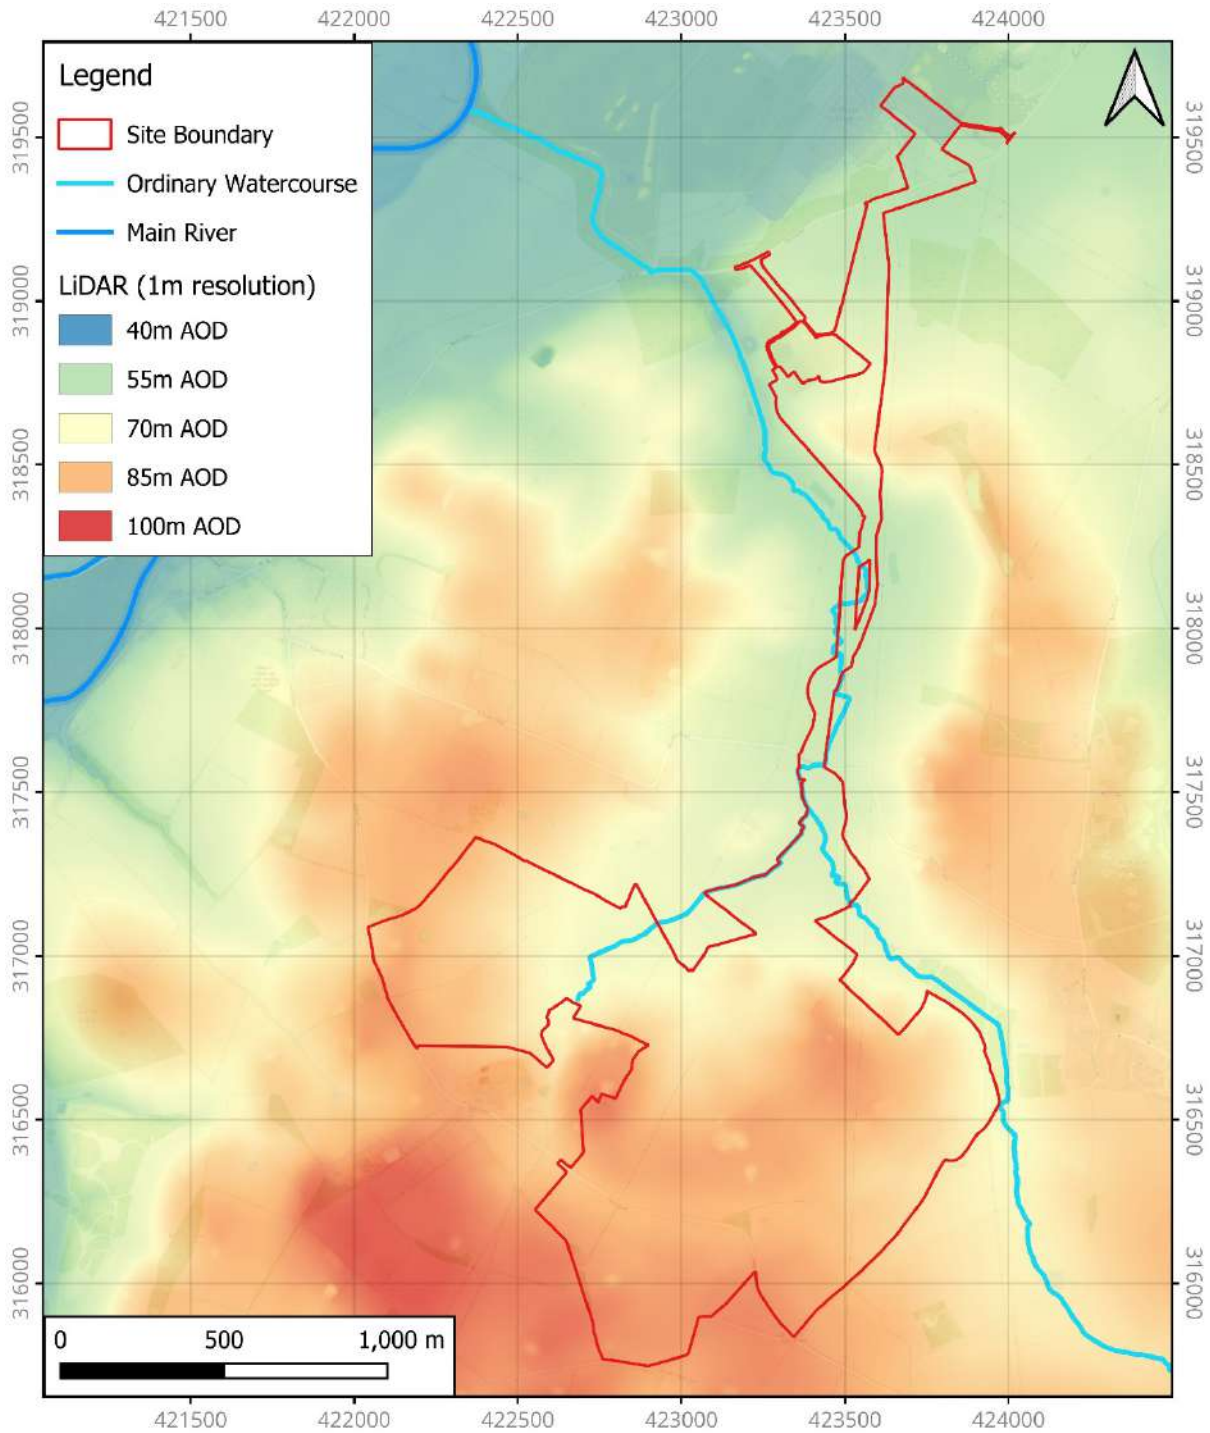 421500 422000 422500 423000 423500 424000
Legend
Site Boundary
Ordinary Watercourse
Main River
LiDAR (1m resolution)
40m AOD
55m AOD
70m AOD
85m AOD
100m AOD
319500 319500
319000 319000
318500 318500
318000 318000
317500 317500
317000 317000
316500 316500
316000 316000
0 500 1,000 m
421500 422000 422500 423000 423500 424000